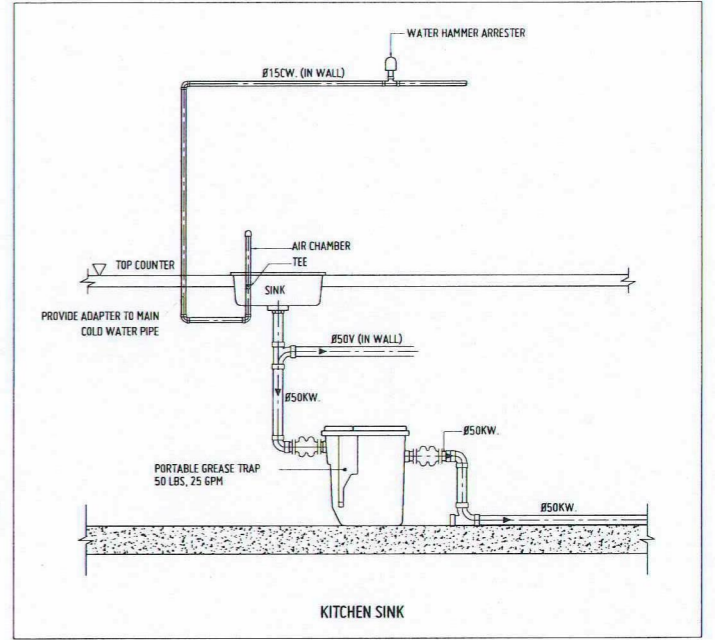 WATER HAMMER ARRESTER
Ø15CW. (IN WALL)
AIR CHAMBER
TEE
TOP COUNTER
SINK
PROVIDE ADAPTER TO MAIN
COLD WATER PIPE
Ø50V (IN WALL)
Ø50KW.
Ø50KW.
PORTABLE GREASE TRAP
50 LBS, 25 GPM
Ø50KW.
KITCHEN SINK